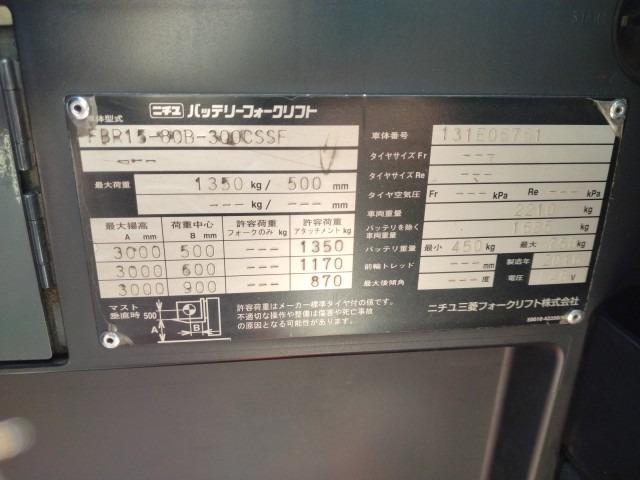 ニチユ バッテリーフォークリフト
車体型式
FBR15-80B-300CSSF
最大荷重 1350 kg / 500 mm
--- kg / --- mm
最大揚高 A mm 荷重中心 B mm 許容荷重 フォークのみ kg 許容荷重 アタッチメント kg
3000 500 --- 1350
3000 600 --- 1170
3000 900 --- 870
マスト垂直時 500 A B
許容荷重はメーカー標準タイヤ付の値です。
不適切な操作や整備は傷害や死亡事故
の原因となる可能性があります。
車体番号 131E06761
タイヤサイズ Fr ---
タイヤサイズ Re ---
タイヤ空気圧 Fr --- kPa Re --- kPa
車両重量 2210 kg
バッテリを除く車両重量 kg
バッテリ重量 最小 450 kg 最大 kg
前輪トレッド --- mm 製造年
最大後傾角 --- 度 電圧 V
ニチユ三菱フォークリフト株式会社